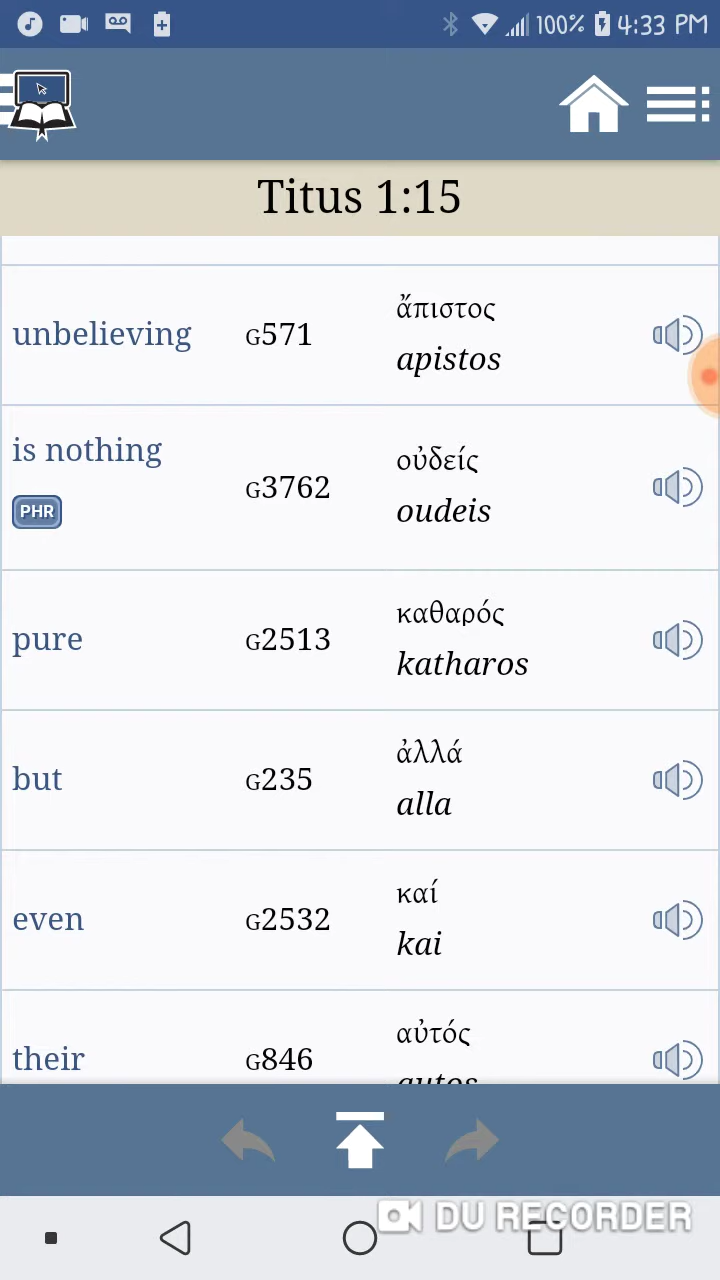 100% 4:33 PM
Titus 1:15
unbelieving G571 ἄπιστος
apistos
is nothing G3762 οὐδείς
PHR oudeis
pure G2513 καθαρός
katharos
but G235 ἀλλά
alla
even G2532 καί
kai
their G846 αὐτός
autos
DU RECORDER